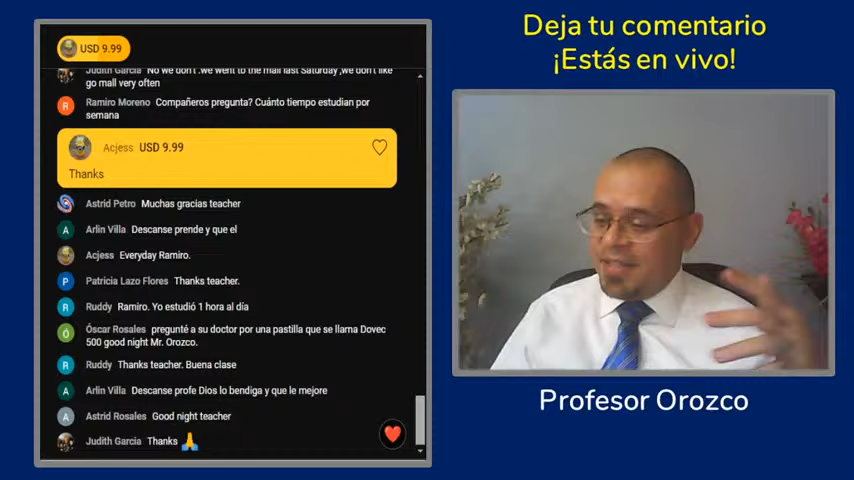 Deja tu comentario
¡Estás en vivo!
USD 9.99
Judith Garcia No we don't .we went to the mall last Saturday ,we don't like
go mall very often
R Ramiro Moreno Compañeros pregunta? Cuánto tiempo estudian por
semana
Acjess USD 9.99
Thanks
Astrid Petro Muchas gracias teacher
A Arlin Villa Descanse prende y que el
Acjess Everyday Ramiro.
P Patricia Lazo Flores Thanks teacher.
R Ruddy Ramiro. Yo estudió 1 hora al día
Ó Óscar Rosales pregunté a su doctor por una pastilla que se llama Dovec
500 good night Mr. Orozco.
R Ruddy Thanks teacher. Buena clase
A Arlin Villa Descanse profe Dios lo bendiga y que le mejore
A Astrid Rosales Good night teacher
Judith Garcia Thanks 🙏
Profesor Orozco